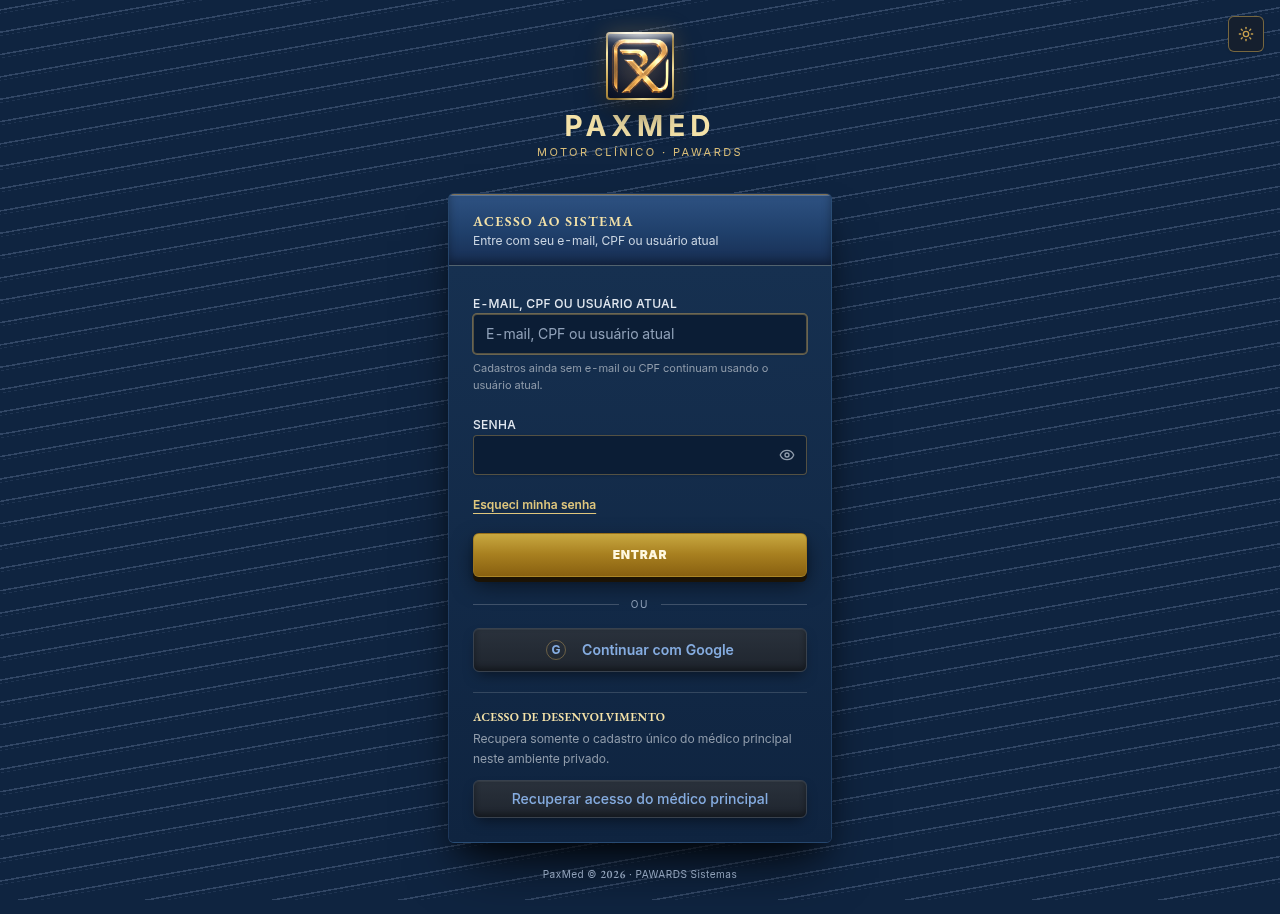 PAXMED
MOTOR CLÍNICO · PAWARDS
ACESSO AO SISTEMA
Entre com seu e-mail, CPF ou usuário atual
E-MAIL, CPF OU USUÁRIO ATUAL
E-mail, CPF ou usuário atual
Cadastros ainda sem e-mail ou CPF continuam usando o
usuário atual.
SENHA
Esqueci minha senha
ENTRAR
OU
G Continuar com Google
ACESSO DE DESENVOLVIMENTO
Recupera somente o cadastro único do médico principal
neste ambiente privado.
Recuperar acesso do médico principal
PaxMed © 2026 · PAWARDS Sistemas